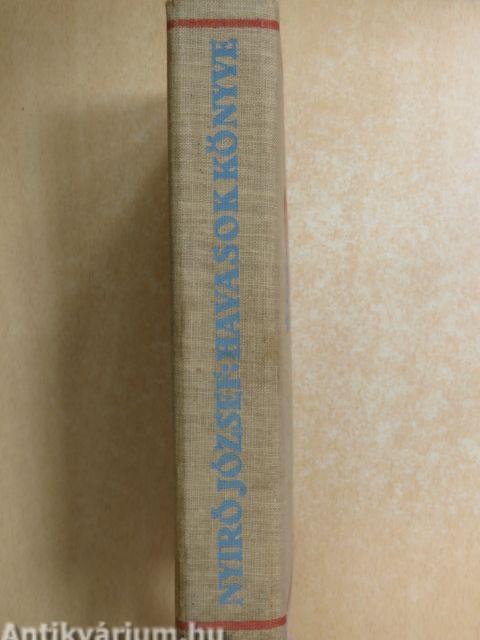 NYIRŐ JÓZSEF: HAVASOK KÖNYVE
Antikvárium.hu